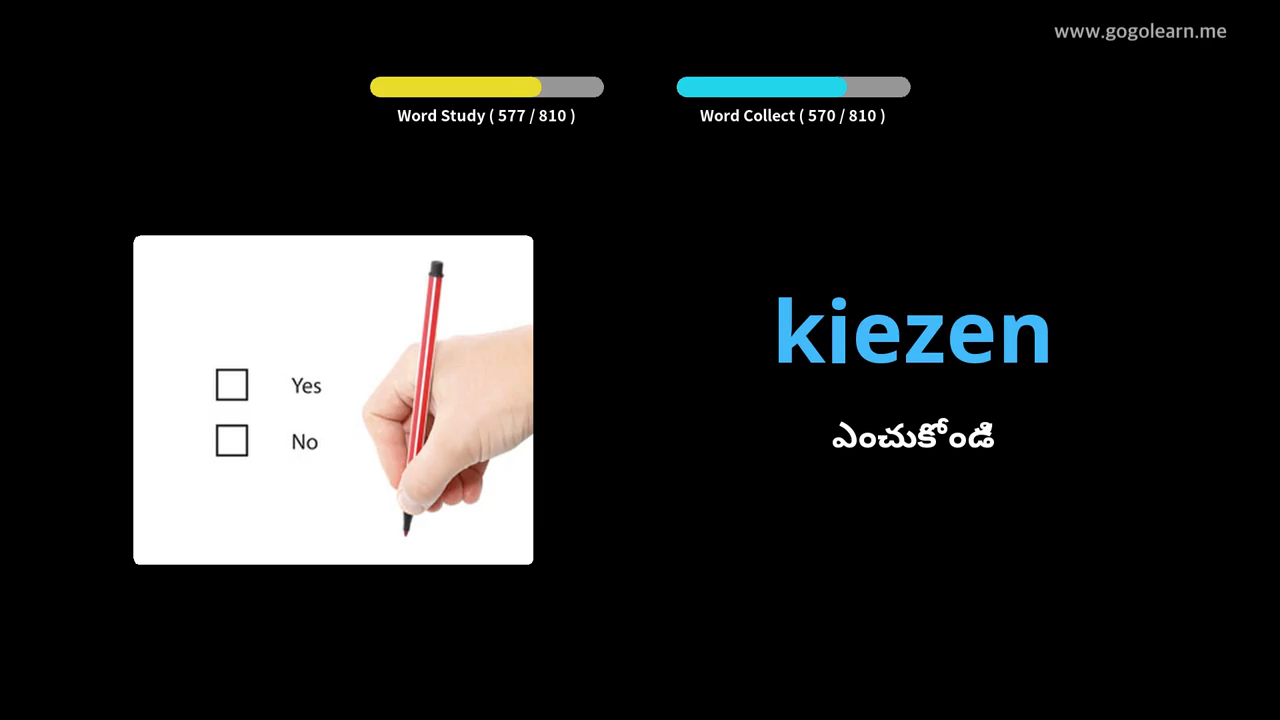 www.gogolearn.me
Word Study ( 577 / 810 )
Word Collect ( 570 / 810 )
Yes
No
kiezen
ఎంచుకోండి